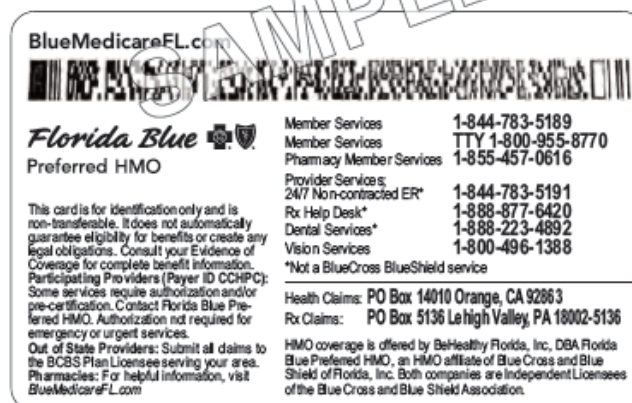 SAMPLE
BlueMedicareFL.com
Florida Blue
Preferred HMO
This card is for identification only and is
non-transferable. It does not automatically
guarantee eligibility for benefits or create any
legal obligations. Consult your Evidence of
Coverage for complete benefit information.
Participating Providers (Payer ID CCHPC):
Some services require authorization and/or
pre-certification. Contact Florida Blue Pre-
ferred HMO. Authorization not required for
emergency or urgent services.
Out of State Providers: Submit all claims to
the BCBS Plan Licensee serving your area.
Pharmacies: For helpful information, visit
BlueMedicareFL.com
Member Services 1-844-783-5189
Member Services TTY 1-800-955-8770
Pharmacy Member Services 1-855-457-0616
Provider Services;
24/7 Non-contracted ER* 1-844-783-5191
Rx Help Desk* 1-888-877-6420
Dental Services* 1-888-223-4892
Vision Services 1-800-496-1388
*Not a BlueCross BlueShield service
Health Claims: PO Box 14010 Orange, CA 92863
Rx Claims: PO Box 5136 Lehigh Valley, PA 18002-5136
HMO coverage is offered by BeHealthy Florida, Inc, DBA Florida
Blue Preferred HMO, an HMO affiliate of Blue Cross and Blue
Shield of Florida, Inc. Both companies are Independent Licensees
of the Blue Cross and Blue Shield Association.